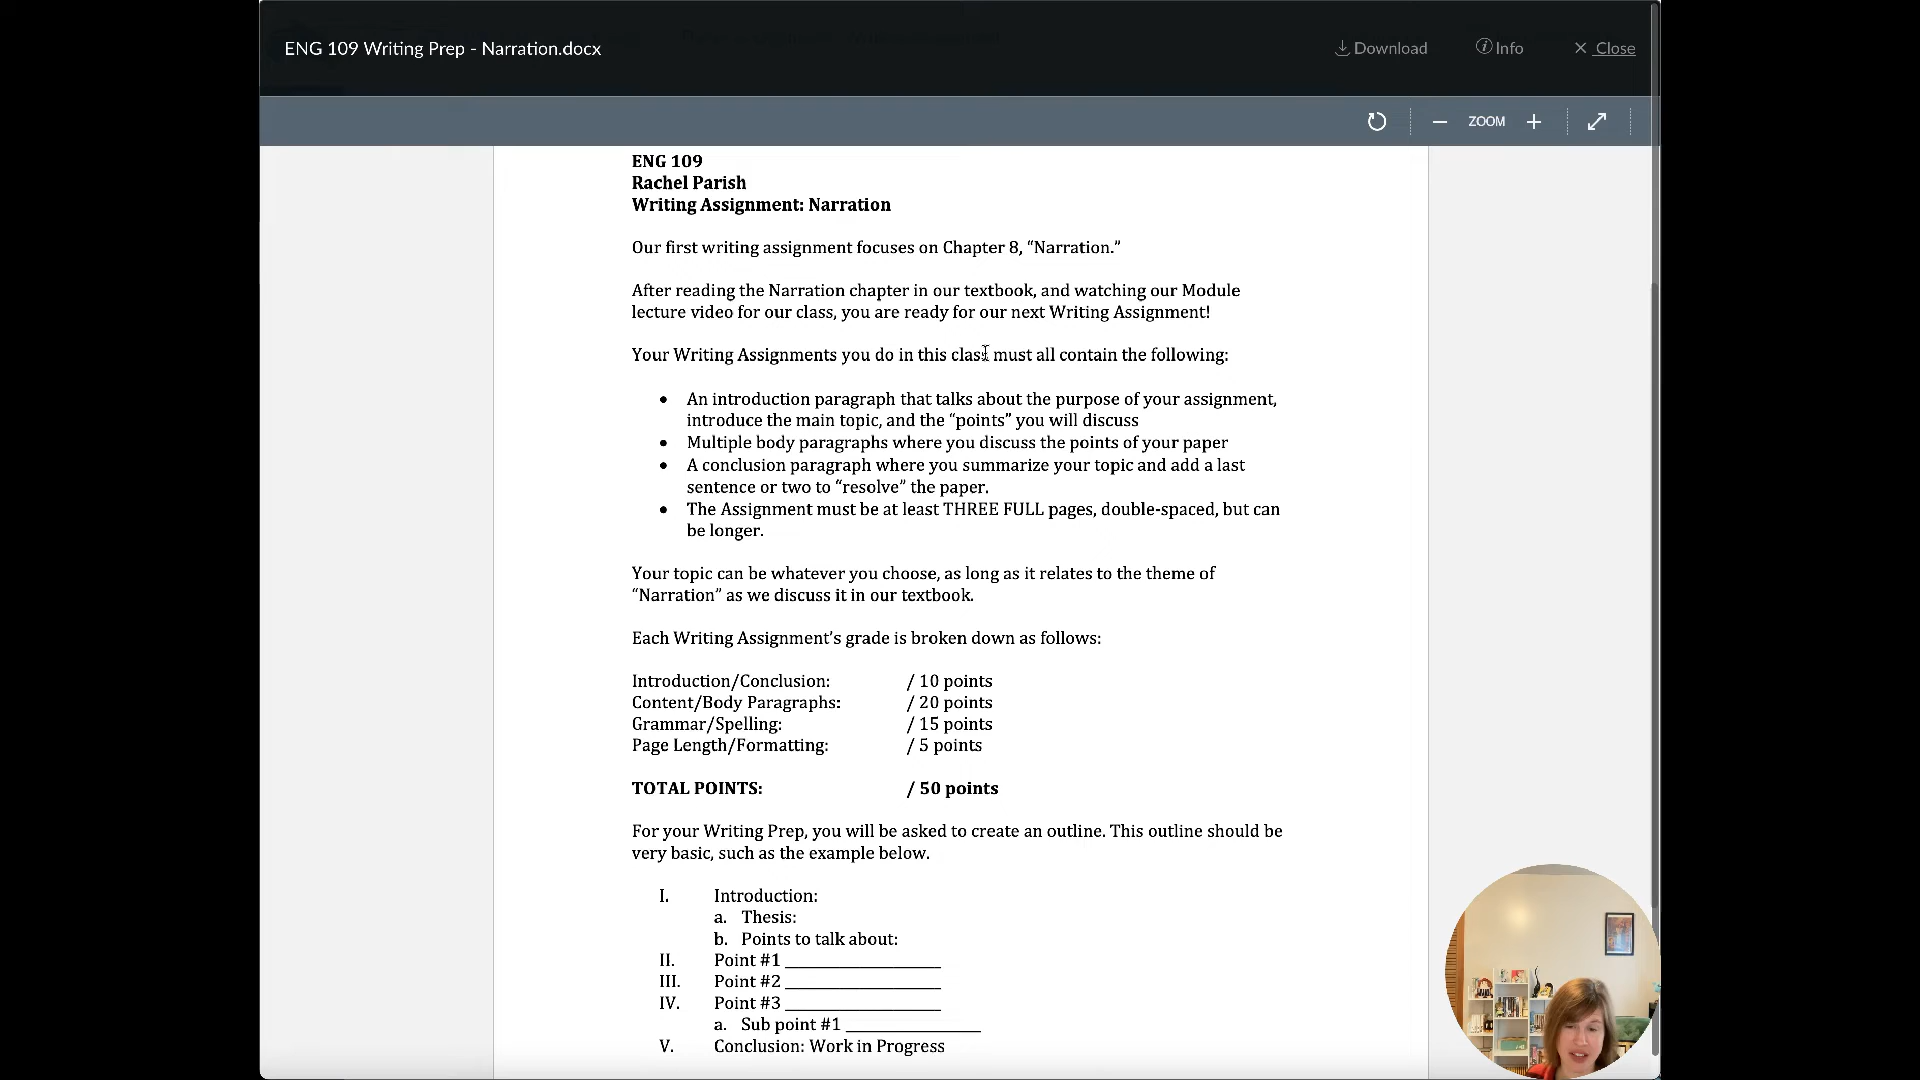 ENG 109 Writing Prep - Narration.docx
Download
Info
Close
ZOOM
ENG 109
Rachel Parish
Writing Assignment: Narration
Our first writing assignment focuses on Chapter 8, “Narration.”
After reading the Narration chapter in our textbook, and watching our Module
lecture video for our class, you are ready for our next Writing Assignment!
Your Writing Assignments you do in this class must all contain the following:
• An introduction paragraph that talks about the purpose of your assignment,
introduce the main topic, and the “points” you will discuss
• Multiple body paragraphs where you discuss the points of your paper
• A conclusion paragraph where you summarize your topic and add a last
sentence or two to “resolve” the paper.
• The Assignment must be at least THREE FULL pages, double-spaced, but can
be longer.
Your topic can be whatever you choose, as long as it relates to the theme of
“Narration” as we discuss it in our textbook.
Each Writing Assignment’s grade is broken down as follows:
Introduction/Conclusion: / 10 points
Content/Body Paragraphs: / 20 points
Grammar/Spelling: / 15 points
Page Length/Formatting: / 5 points
TOTAL POINTS: / 50 points
For your Writing Prep, you will be asked to create an outline. This outline should be
very basic, such as the example below.
I. Introduction:
a. Thesis:
b. Points to talk about:
II. Point #1 ___________________
III. Point #2 ___________________
IV. Point #3 ___________________
a. Sub point #1 ________________
V. Conclusion: Work in Progress